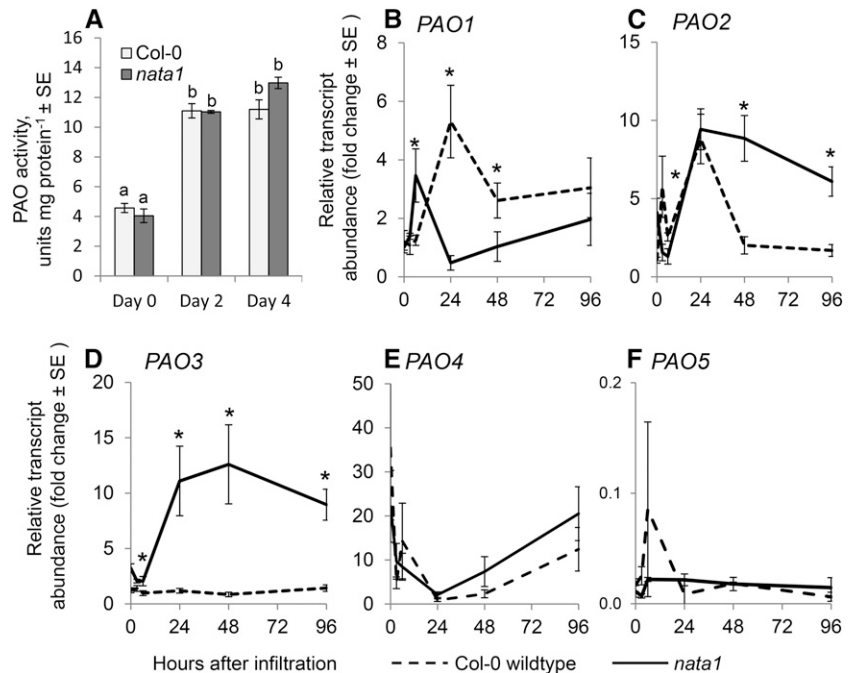 A
Col-0
nata1
PAO activity,
units mg protein⁻¹ ± SE
16
14
12
10
8
6
4
2
0
a a
b b
b b
Day 0 Day 2 Day 4
B PAO1
Relative transcript
abundance (fold change ± SE)
8
6
4
2
0
* * *
0 24 48 72 96
C PAO2
15
10
5
0
* * *
0 24 48 72 96
D PAO3
Relative transcript
abundance (fold change ± SE)
20
15
10
5
0
* * * *
0 24 48 72 96
E PAO4
50
40
30
20
10
0
0 24 48 72 96
F PAO5
0.2
0.1
0.0
0 24 48 72 96
Hours after infiltration Col-0 wildtype nata1